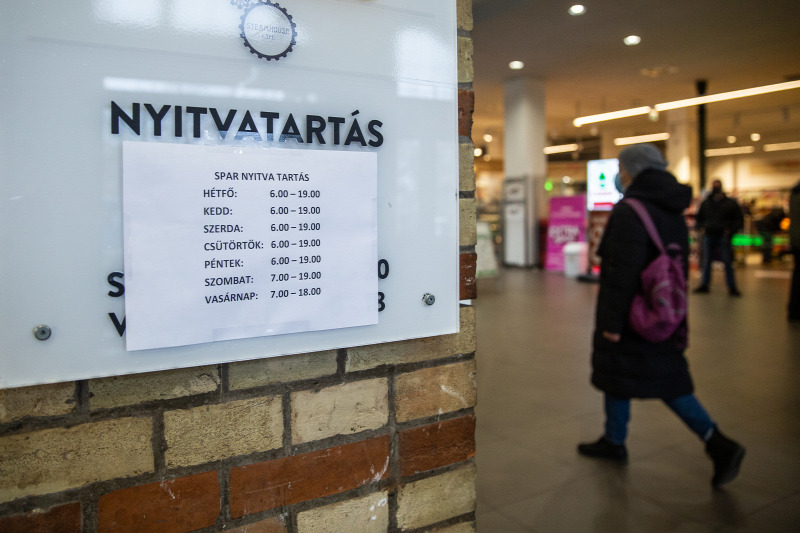 STEAMHOUSE
NYITVATARTÁS
SPAR NYITVA TARTÁS
HÉTFŐ: 6.00 – 19.00
KEDD: 6.00 – 19.00
SZERDA: 6.00 – 19.00
CSÜTÖRTÖK: 6.00 – 19.00
PÉNTEK: 6.00 – 19.00
SZOMBAT: 7.00 – 19.00
VASÁRNAP: 7.00 – 18.00